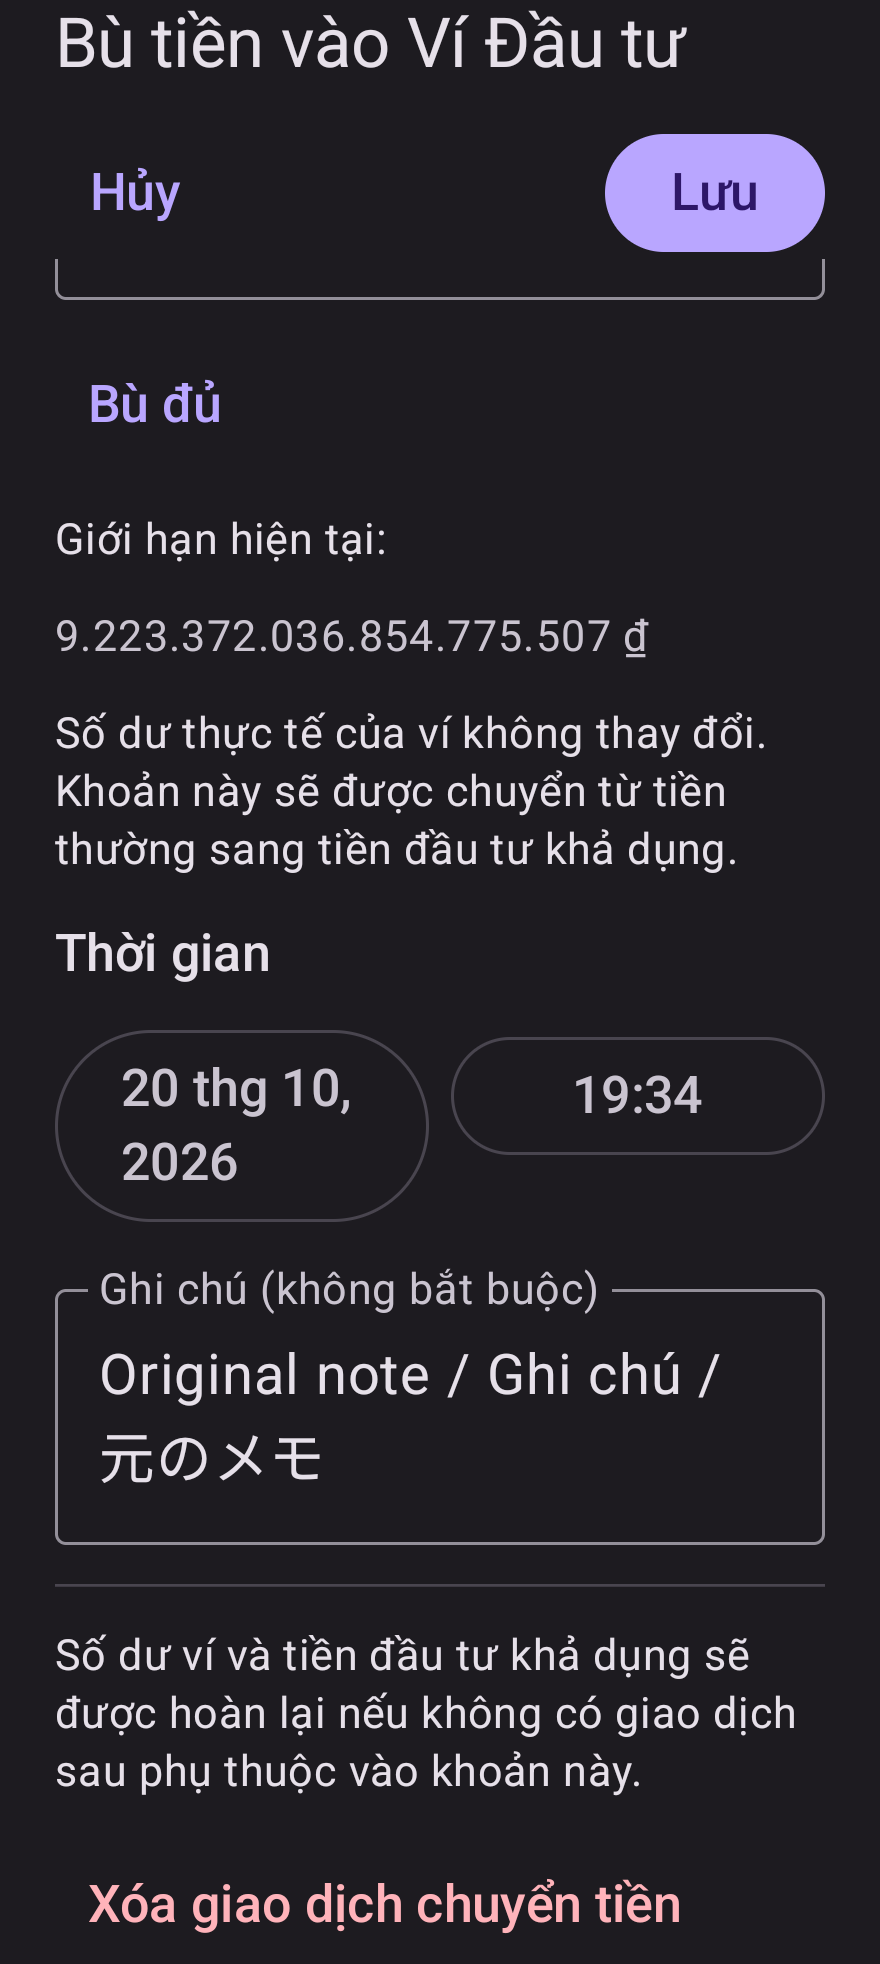 Bù tiền vào Ví Đầu tư
Hủy
Lưu
Bù đủ
Giới hạn hiện tại:
9.223.372.036.854.775.507 ₫
Số dư thực tế của ví không thay đổi.
Khoản này sẽ được chuyển từ tiền
thường sang tiền đầu tư khả dụng.
Thời gian
20 thg 10,
2026
19:34
Ghi chú (không bắt buộc)
Original note / Ghi chú /
元のメモ
Số dư ví và tiền đầu tư khả dụng sẽ
được hoàn lại nếu không có giao dịch
sau phụ thuộc vào khoản này.
Xóa giao dịch chuyển tiền